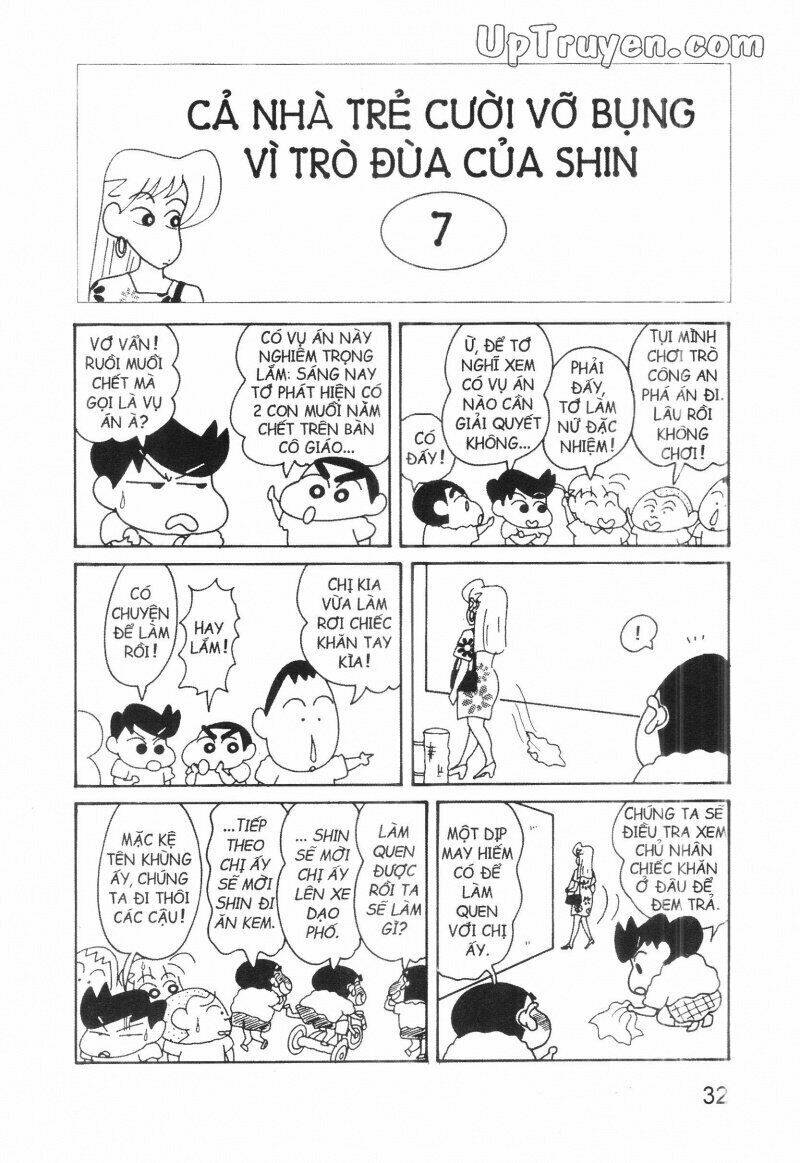 UpTruyen.com
CẢ NHÀ TRẺ CƯỜI VỠ BỤNG
VÌ TRÒ ĐÙA CỦA SHIN
7
TỤI MÌNH
CHƠI TRÒ
CÔNG AN
PHÁ ÁN ĐI.
LÂU RỒI
KHÔNG
CHƠI!
PHẢI
ĐẤY,
TỚ LÀM
NỮ ĐẶC
NHIỆM!
Ừ, ĐỂ TỚ
NGHĨ XEM
CÓ VỤ ÁN
NÀO CẦN
GIẢI QUYẾT
KHÔNG...
CÓ
ĐẤY!
CÓ VỤ ÁN NÀY
NGHIÊM TRỌNG
LẮM: SÁNG NAY
TỚ PHÁT HIỆN CÓ
2 CON MUỖI NẰM
CHẾT TRÊN BÀN
CÔ GIÁO...
VỚ VẨN!
RUỒI MUỖI
CHẾT MÀ
GỌI LÀ VỤ
ÁN À?
!
CHỊ KIA
VỪA LÀM
RƠI CHIẾC
KHĂN TAY
KÌA!
HAY
LẮM!
CÓ
CHUYỆN
ĐỂ LÀM
RỒI!
CHÚNG TA SẼ
ĐIỀU TRA XEM
CHỦ NHÂN
CHIẾC KHĂN
Ở ĐÂU ĐỂ
ĐEM TRẢ.
MỘT DỊP
MAY HIẾM
CÓ ĐỂ
LÀM
QUEN
VỚI CHỊ
ẤY.
LÀM
QUEN
ĐƯỢC
RỒI TA
SẼ LÀM
GÌ?
... SHIN
SẼ MỜI
CHỊ ẤY
LÊN XE
DẠO
PHỐ.
...TIẾP
THEO
CHỊ ẤY
SẼ MỜI
SHIN ĐI
ĂN KEM.
MẶC KỆ
TÊN KHÙNG
ẤY, CHÚNG
TA ĐI THÔI
CÁC CẬU!
32